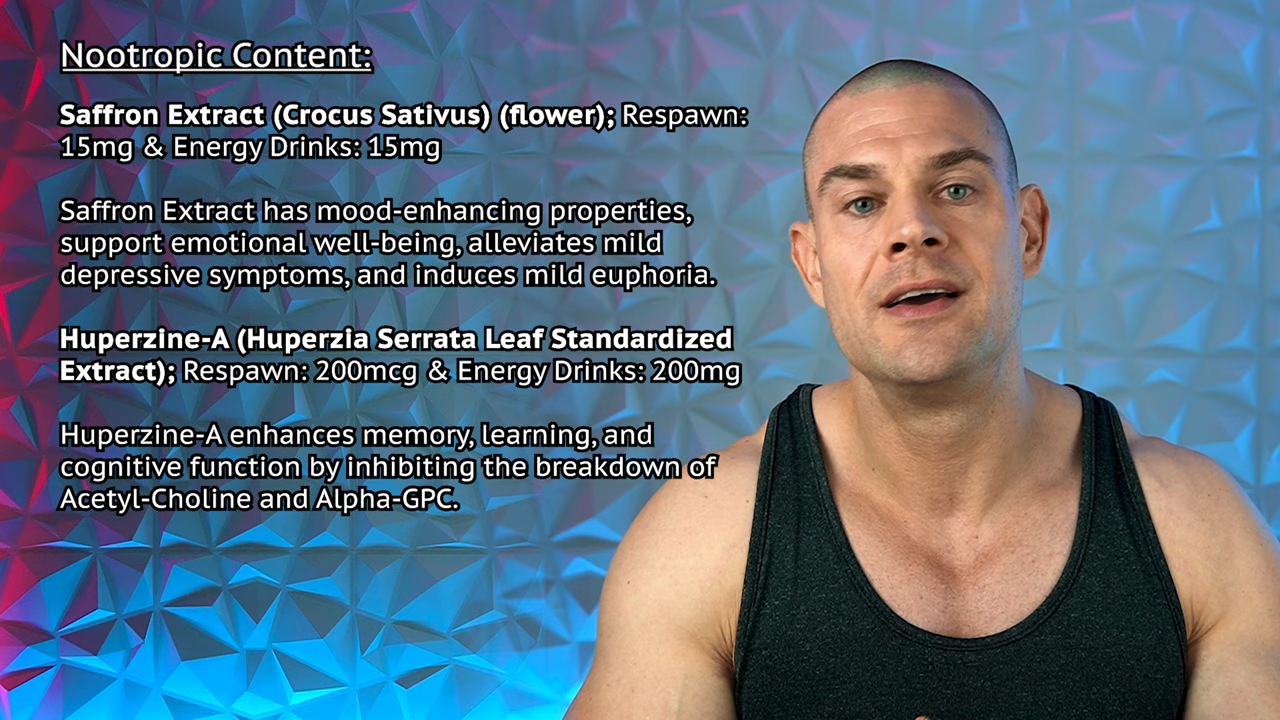 Nootropic Content:
Saffron Extract (Crocus Sativus) (flower); Respawn:
15mg & Energy Drinks: 15mg
Saffron Extract has mood-enhancing properties,
support emotional well-being, alleviates mild
depressive symptoms, and induces mild euphoria.
Huperzine-A (Huperzia Serrata Leaf Standardized
Extract); Respawn: 200mcg & Energy Drinks: 200mg
Huperzine-A enhances memory, learning, and
cognitive function by inhibiting the breakdown of
Acetyl-Choline and Alpha-GPC.